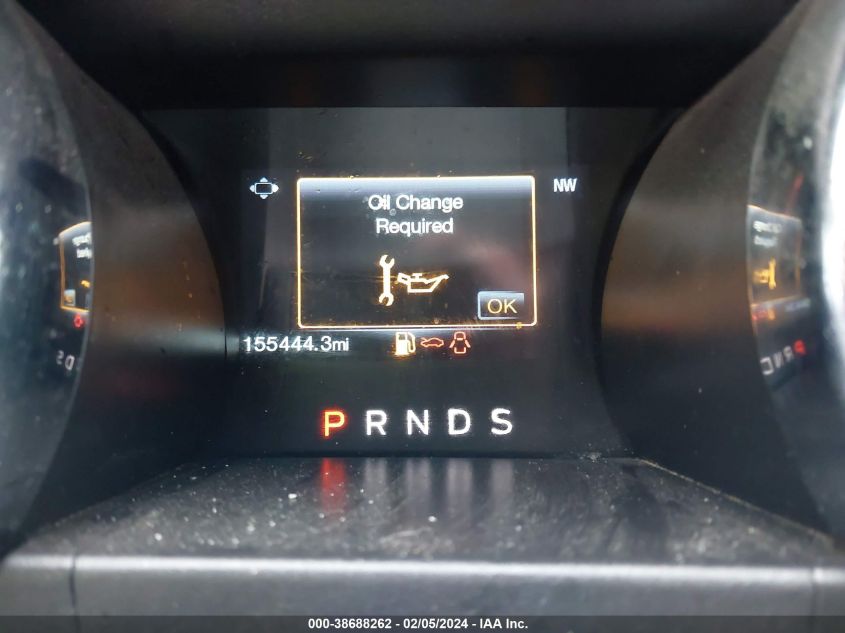 NW
Oil Change
Required
OK
155444.3mi
P R N D S
000-38688262 - 02/05/2024 - IAA Inc.